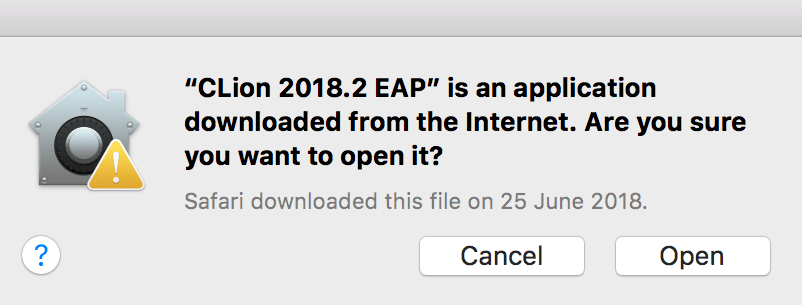 “CLion 2018.2 EAP” is an application
downloaded from the Internet. Are you sure
you want to open it?
Safari downloaded this file on 25 June 2018.
?
Cancel
Open